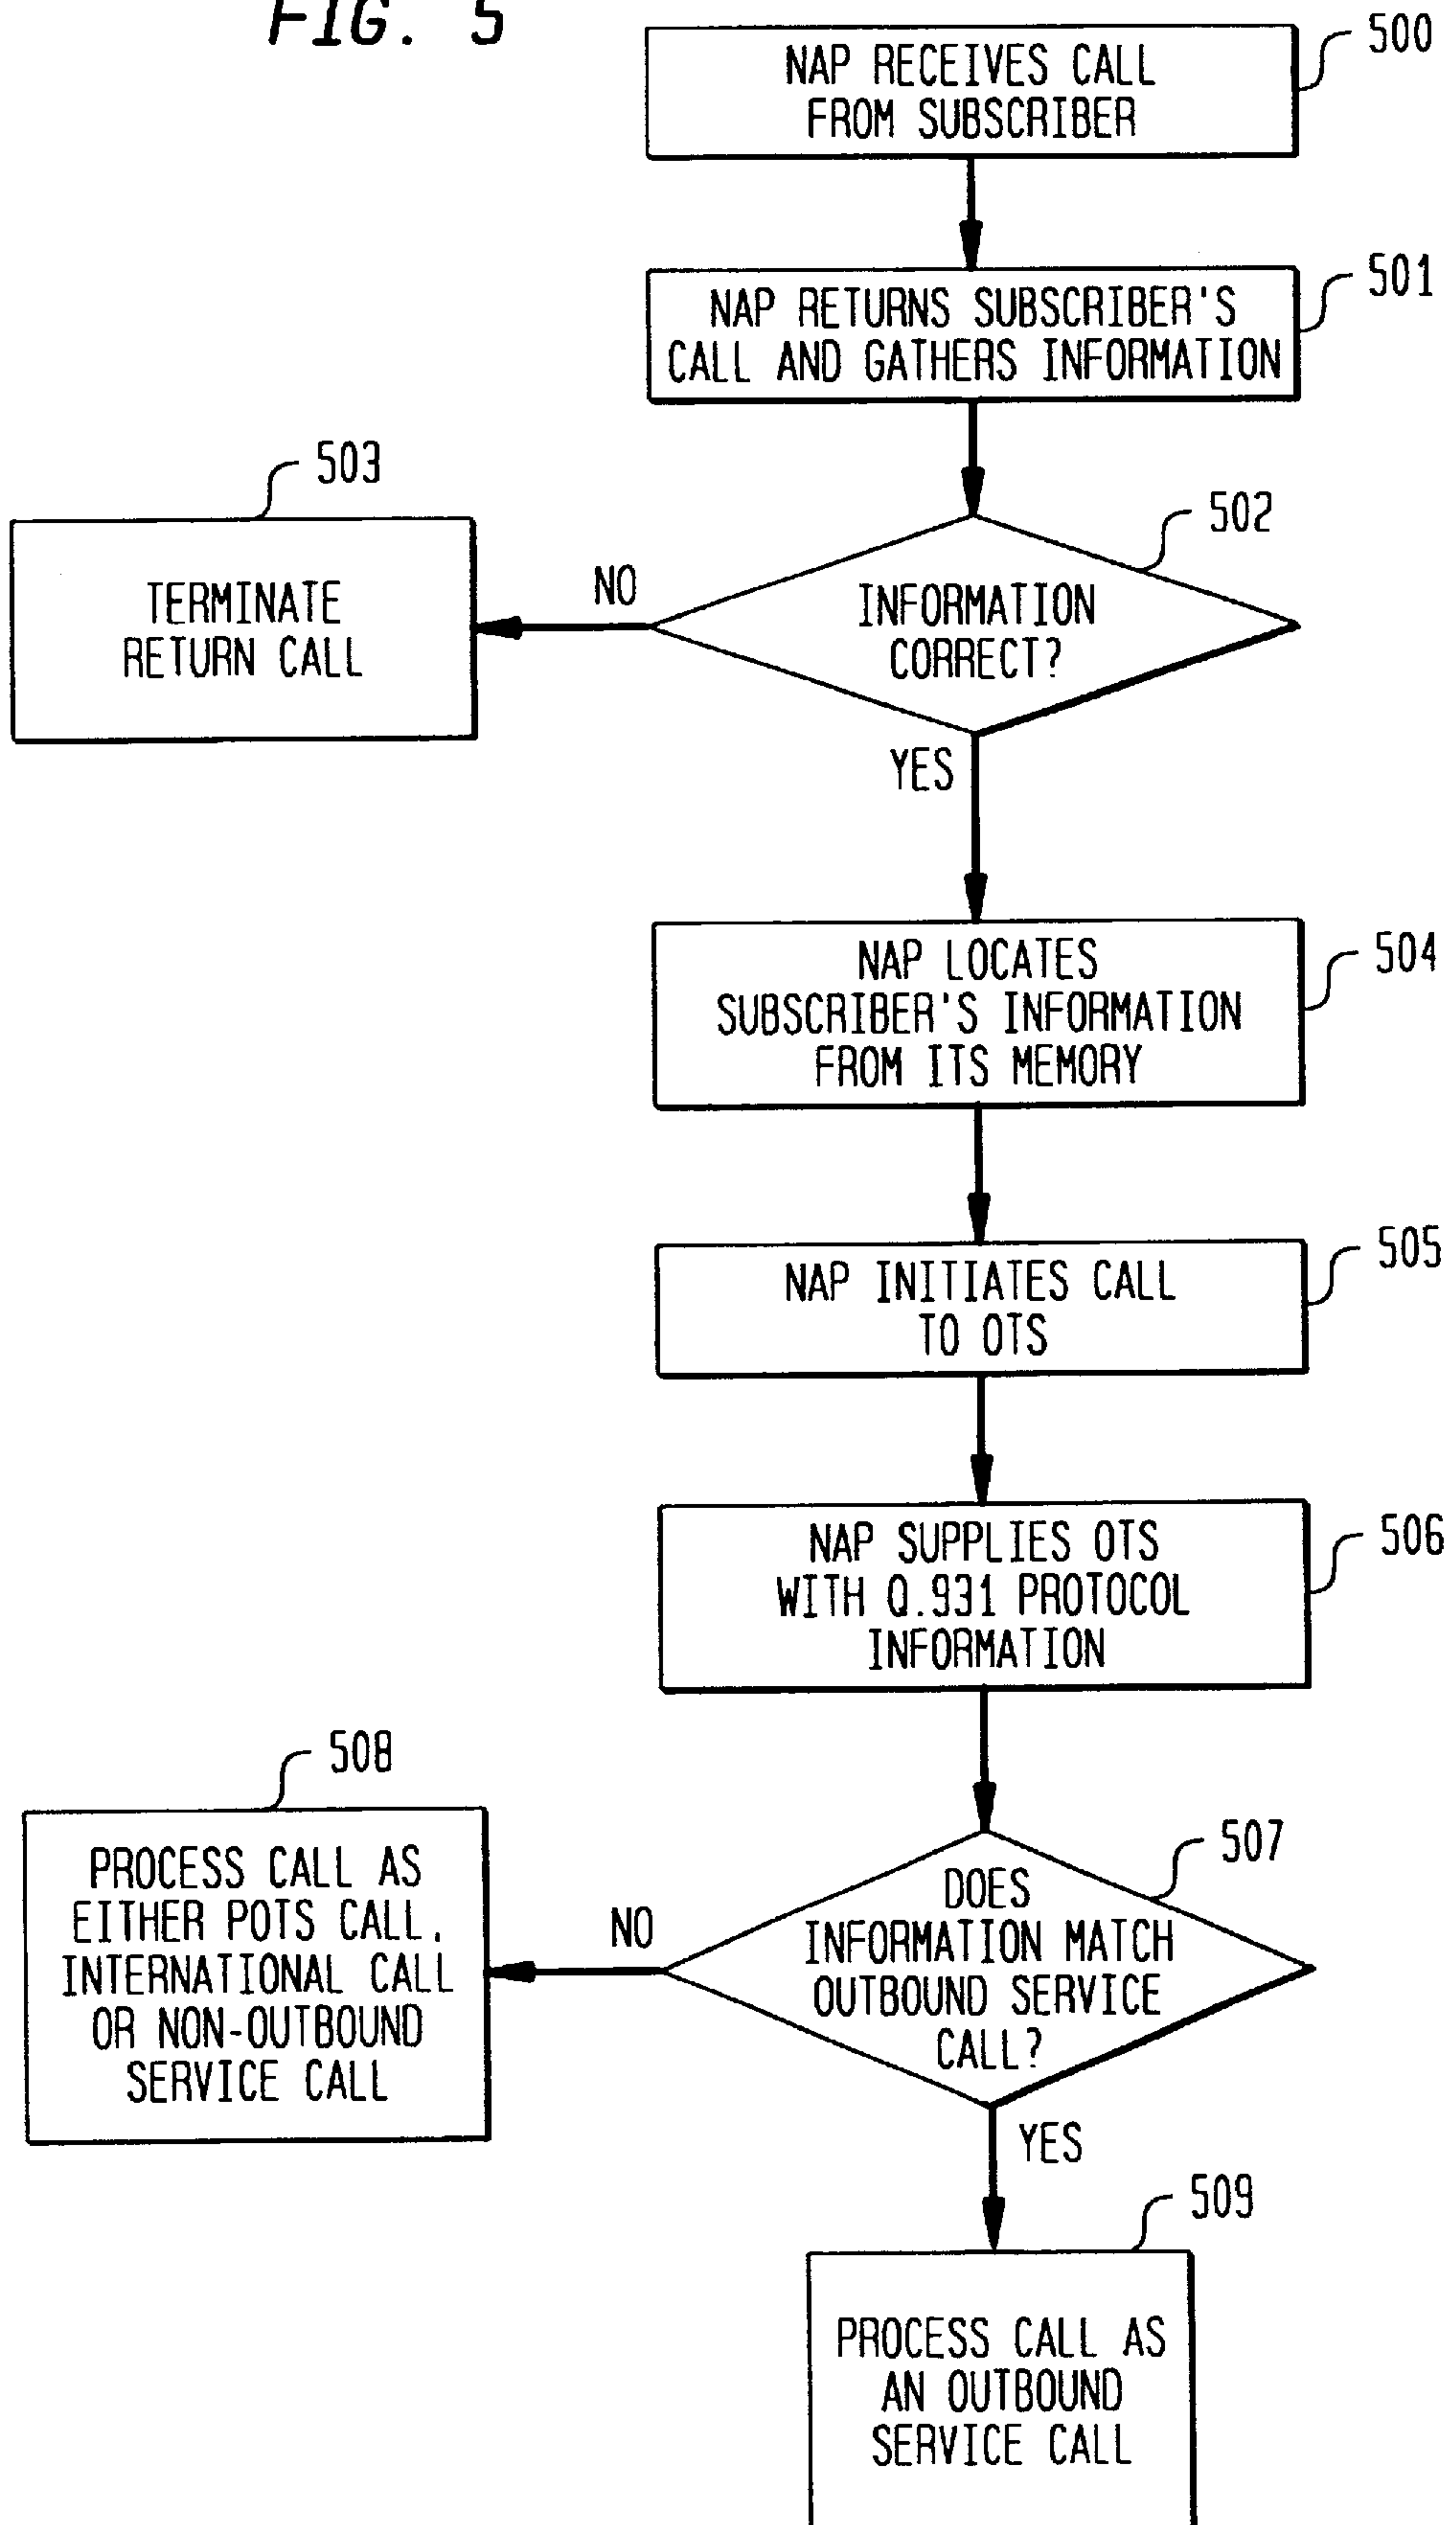 FIG. 5
500
NAP RECEIVES CALL
FROM SUBSCRIBER
501
NAP RETURNS SUBSCRIBER'S
CALL AND GATHERS INFORMATION
503
TERMINATE
RETURN CALL
NO
502
INFORMATION
CORRECT?
YES
504
NAP LOCATES
SUBSCRIBER'S INFORMATION
FROM ITS MEMORY
505
NAP INITIATES CALL
TO OTS
506
NAP SUPPLIES OTS
WITH Q.931 PROTOCOL
INFORMATION
508
PROCESS CALL AS
EITHER POTS CALL,
INTERNATIONAL CALL
OR NON-OUTBOUND
SERVICE CALL
NO
507
DOES
INFORMATION MATCH
OUTBOUND SERVICE
CALL?
YES
509
PROCESS CALL AS
AN OUTBOUND
SERVICE CALL